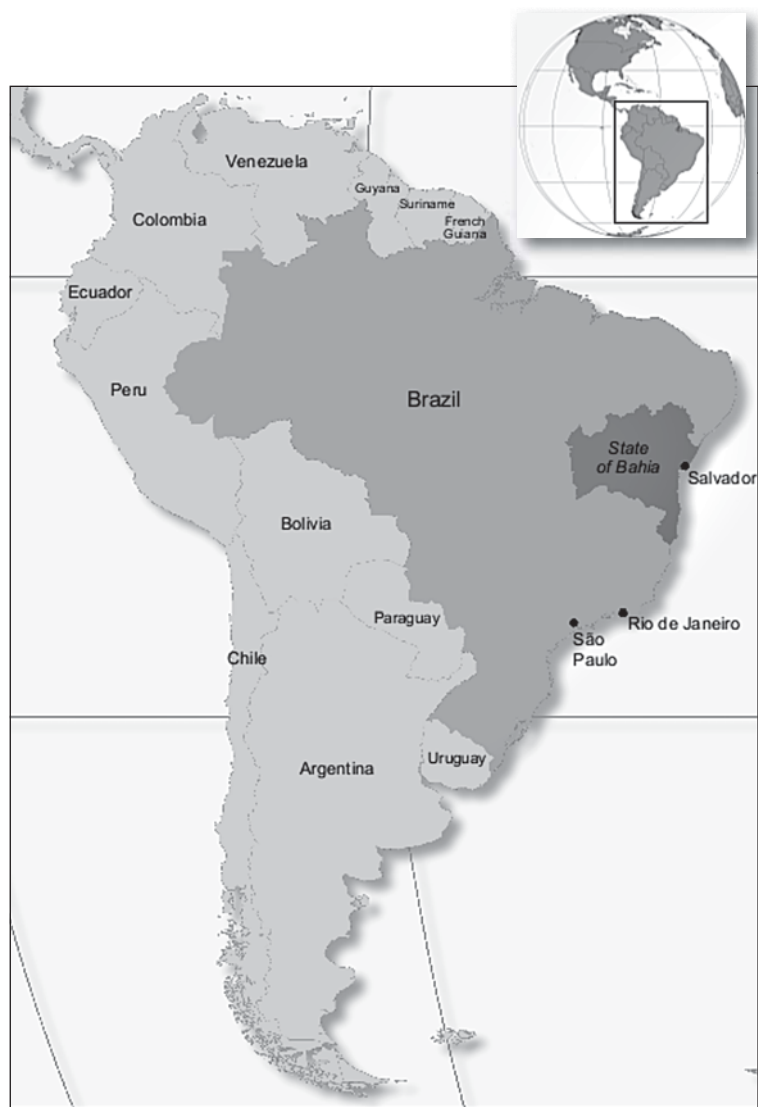 Venezuela
Guyana
Suriname
French
Guiana
Colombia
Ecuador
Peru
Brazil
State
of Bahia
Salvador
Bolivia
Paraguay
Rio de Janeiro
São
Paulo
Chile
Argentina
Uruguay